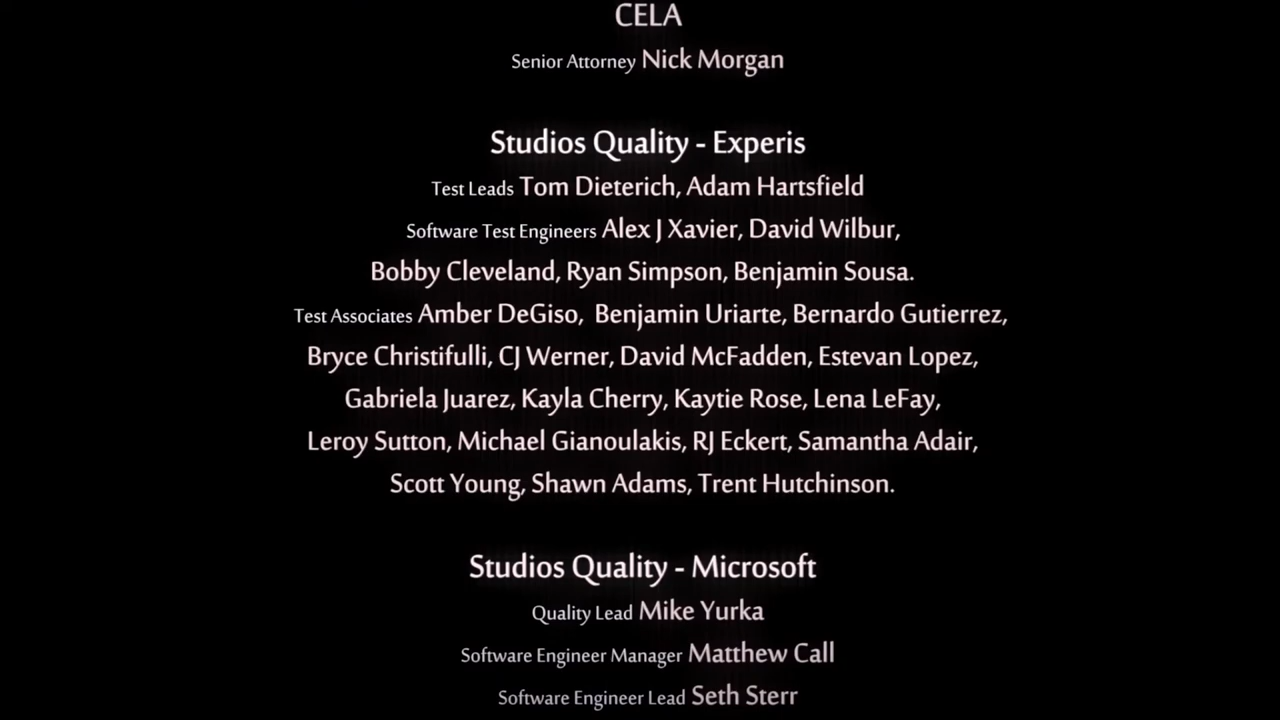 CELA
Senior Attorney Nick Morgan
Studios Quality - Experis
Test Leads Tom Dieterich, Adam Hartsfield
Software Test Engineers Alex J Xavier, David Wilbur,
Bobby Cleveland, Ryan Simpson, Benjamin Sousa.
Test Associates Amber DeGiso,  Benjamin Uriarte, Bernardo Gutierrez,
Bryce Christifulli, CJ Werner, David McFadden, Estevan Lopez,
Gabriela Juarez, Kayla Cherry, Kaytie Rose, Lena LeFay,
Leroy Sutton, Michael Gianoulakis, RJ Eckert, Samantha Adair,
Scott Young, Shawn Adams, Trent Hutchinson.
Studios Quality - Microsoft
Quality Lead Mike Yurka
Software Engineer Manager Matthew Call
Software Engineer Lead Seth Sterr